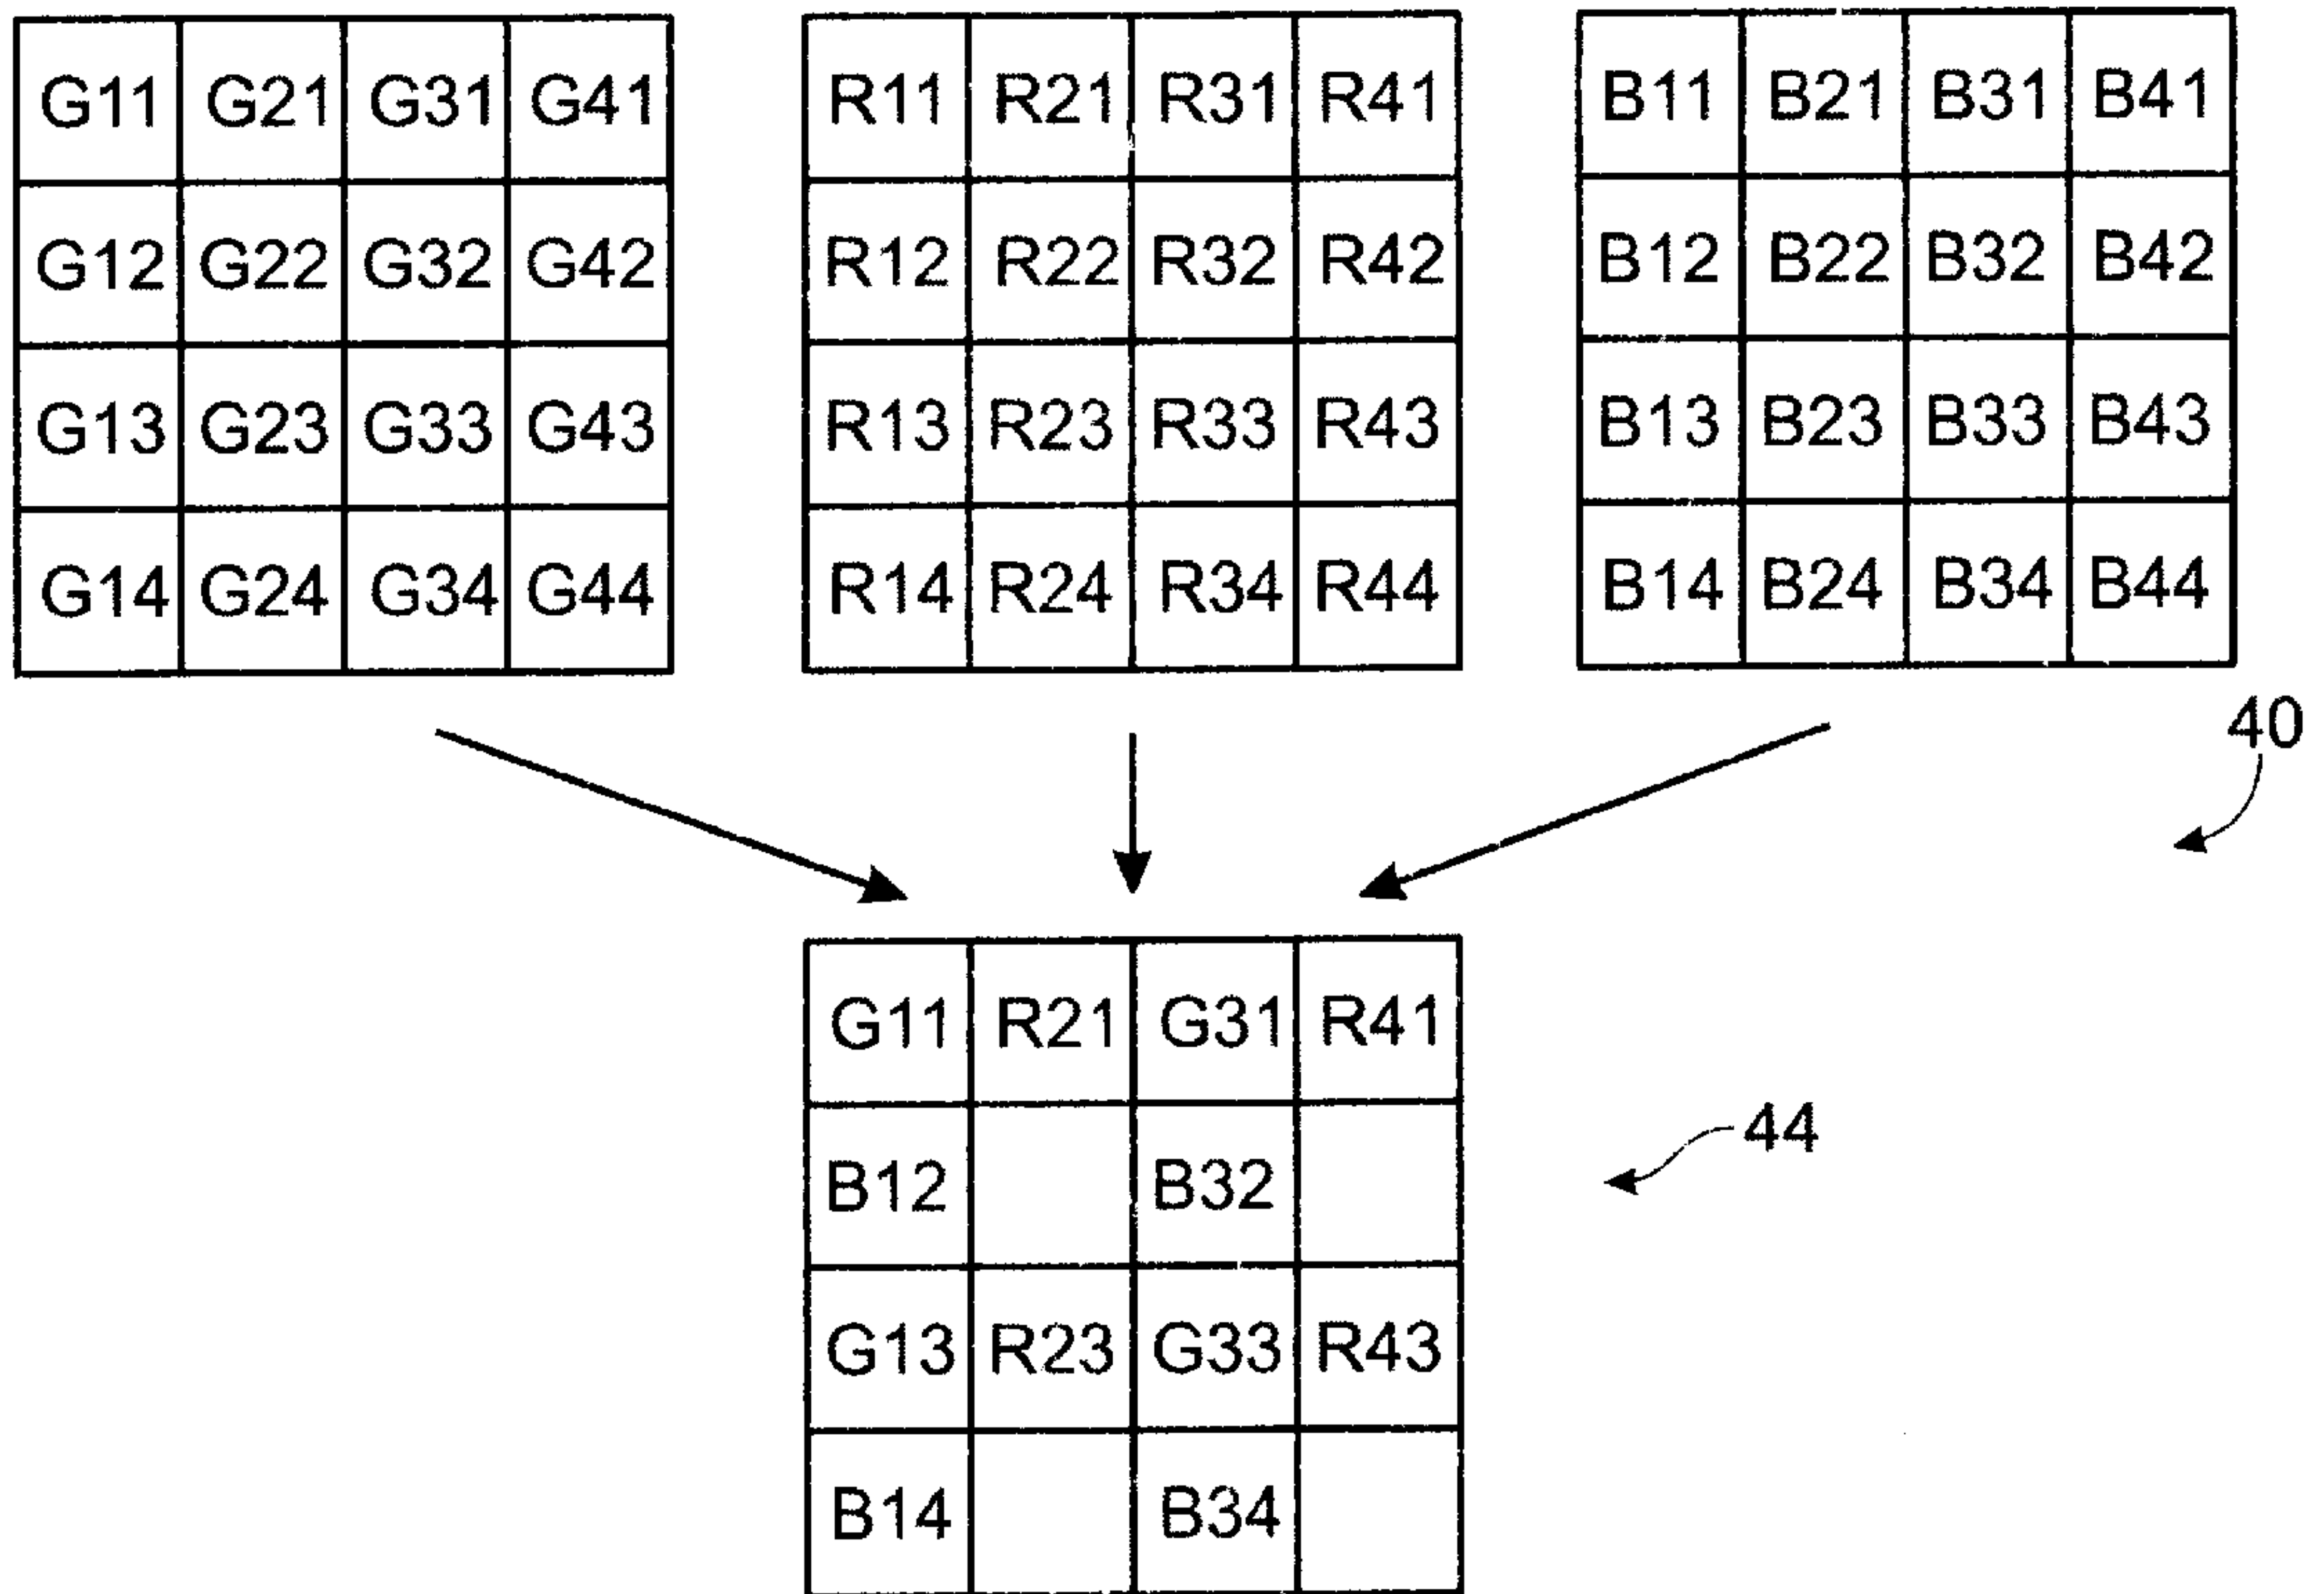 G11 G21 G31 G41
G12 G22 G32 G42
G13 G23 G33 G43
G14 G24 G34 G44
R11 R21 R31 R41
R12 R22 R32 R42
R13 R23 R33 R43
R14 R24 R34 R44
B11 B21 B31 B41
B12 B22 B32 B42
B13 B23 B33 B43
B14 B24 B34 B44
40
G11 R21 G31 R41
B12 B32
G13 R23 G33 R43
B14 B34
44